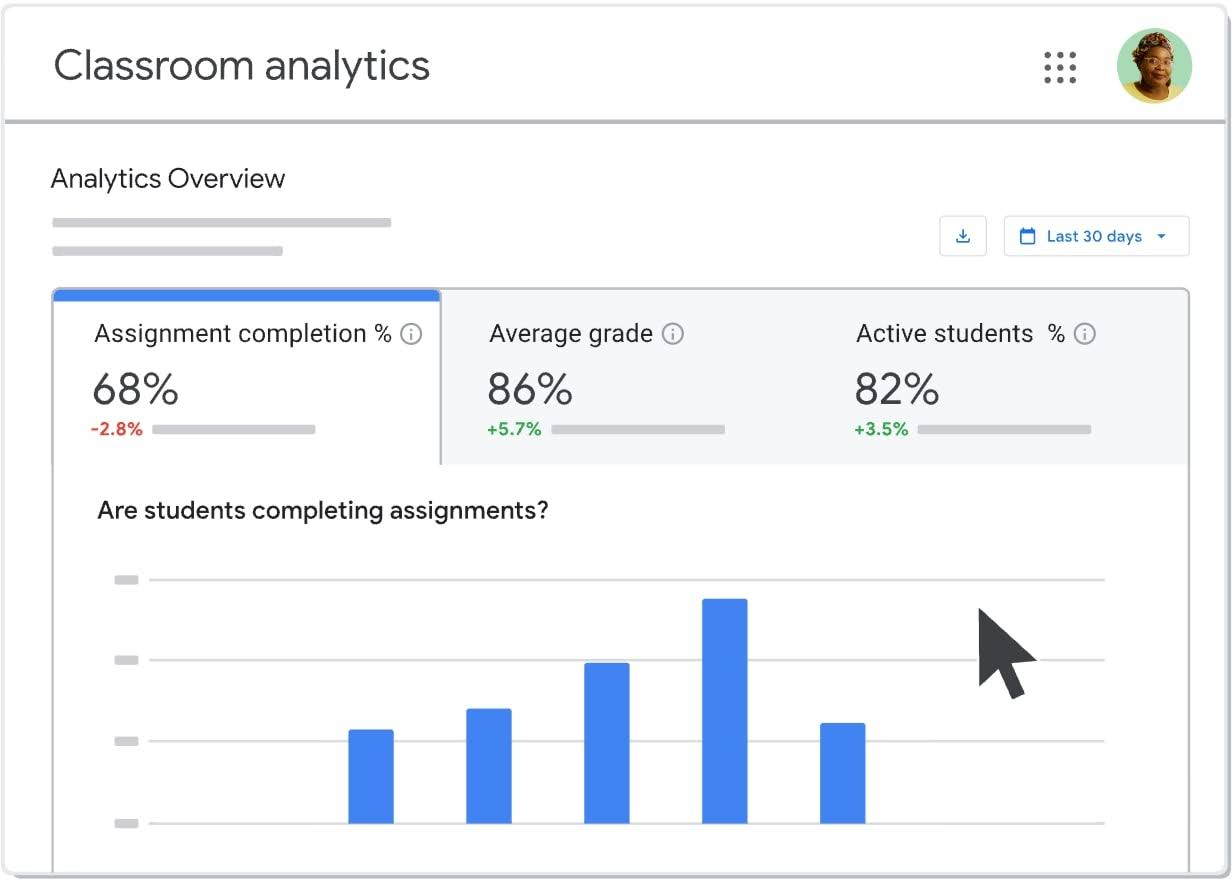 Classroom analytics
Analytics Overview
Last 30 days
Assignment completion %
68%
-2.8%
Average grade
86%
+5.7%
Active students %
82%
+3.5%
Are students completing assignments?